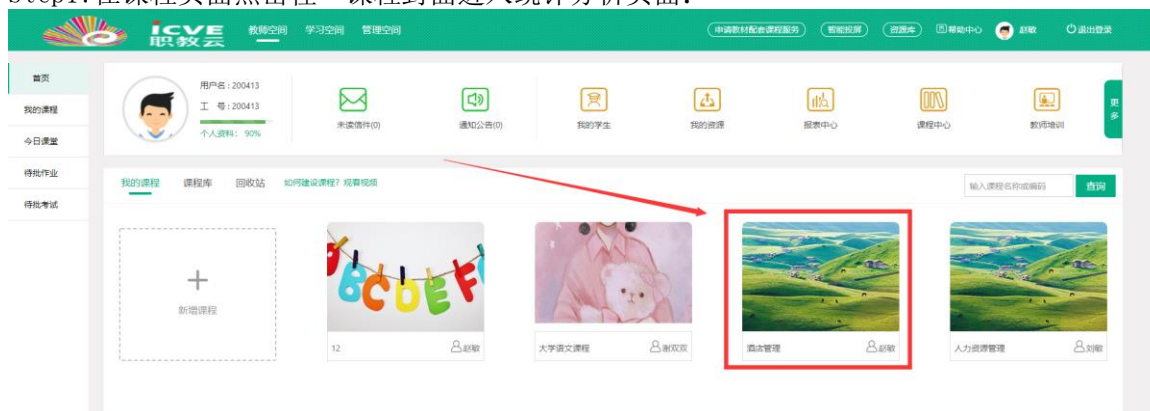 Step1:在课程页面点击任一课程封面进入统计分析页面.
icve 职教云
教师空间 学习空间 管理空间
申请教材配套课程服务 智能投屏 资源库 帮助中心 赵敏 退出登录
首页
我的课程
今日课堂
待批作业
待批考试
用户名:200413
工 号:200413
个人资料: 90%
未读信件(0) 通知公告(0) 我的学生 我的资源 报表中心 课程中心 教师培训
更多
我的课程 课程库 回收站 如何建设课程?观看视频
输入课程名称或编码 查询
新增课程
ABCDEF
12 赵敏
大学语文课程 谢双双
酒店管理 赵敏
人力资源管理 刘敏